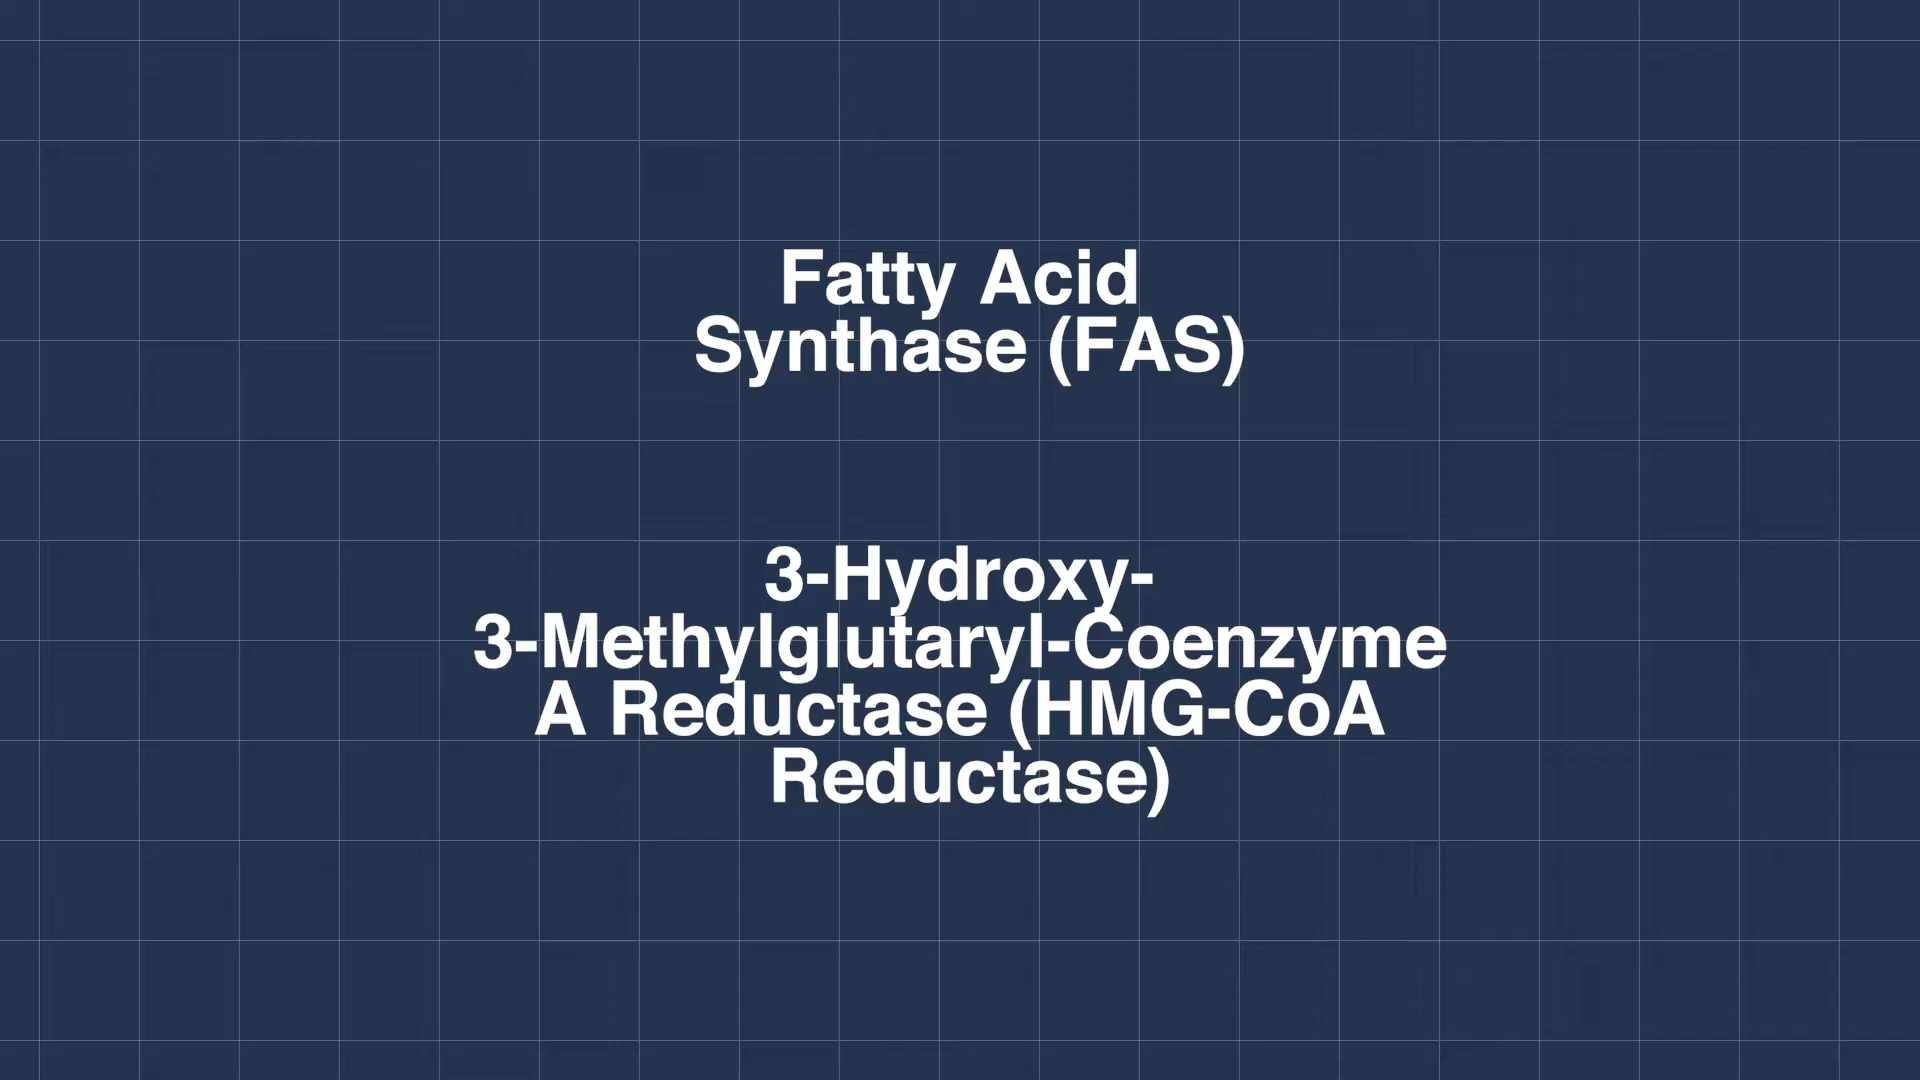 Fatty Acid
Synthase (FAS)
3-Hydroxy-
3-Methylglutaryl-Coenzyme
A Reductase (HMG-CoA
Reductase)